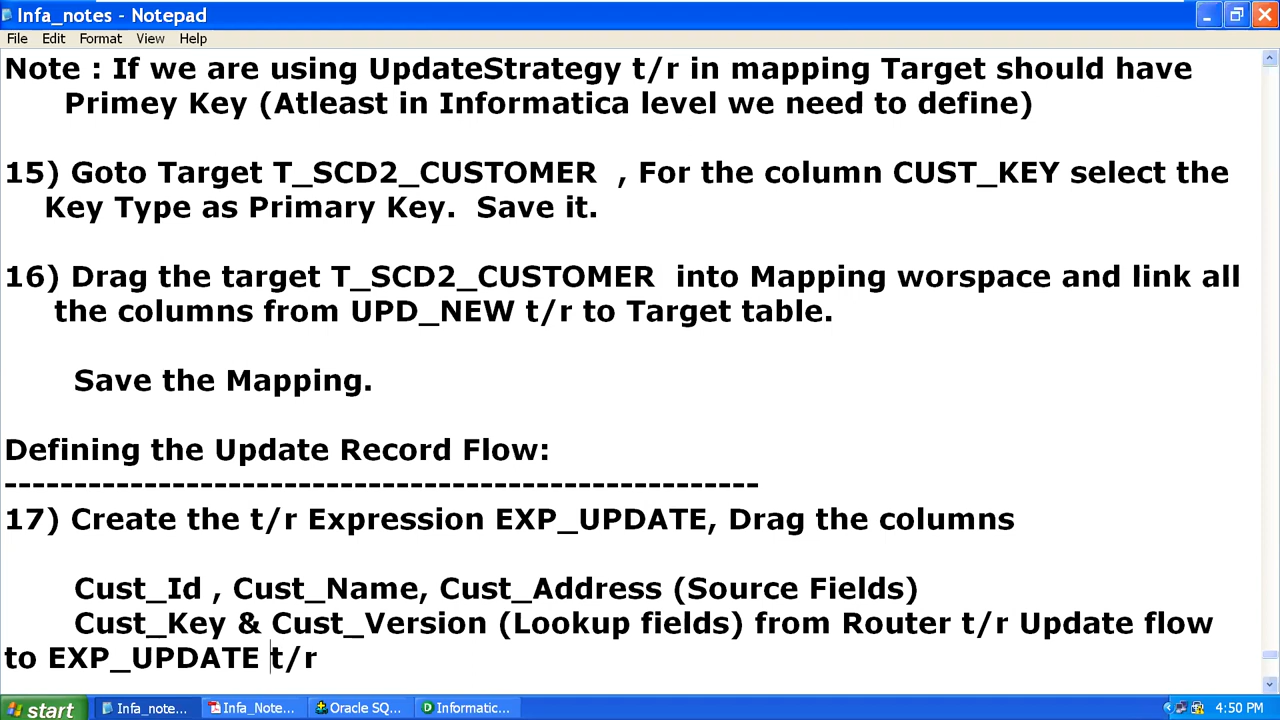 Infa_notes - Notepad
File Edit Format View Help
Note : If we are using UpdateStrategy t/r in mapping Target should have
Primey Key (Atleast in Informatica level we need to define)
15) Goto Target T_SCD2_CUSTOMER , For the column CUST_KEY select the
Key Type as Primary Key. Save it.
16) Drag the target T_SCD2_CUSTOMER into Mapping worspace and link all
the columns from UPD_NEW t/r to Target table.
Save the Mapping.
Defining the Update Record Flow:
------------------------------------------------------
17) Create the t/r Expression EXP_UPDATE, Drag the columns
Cust_Id , Cust_Name, Cust_Address (Source Fields)
Cust_Key & Cust_Version (Lookup fields) from Router t/r Update flow
to EXP_UPDATE t/r
start Infa_note... Infa_Note... Oracle SQ... Informatic... 4:50 PM